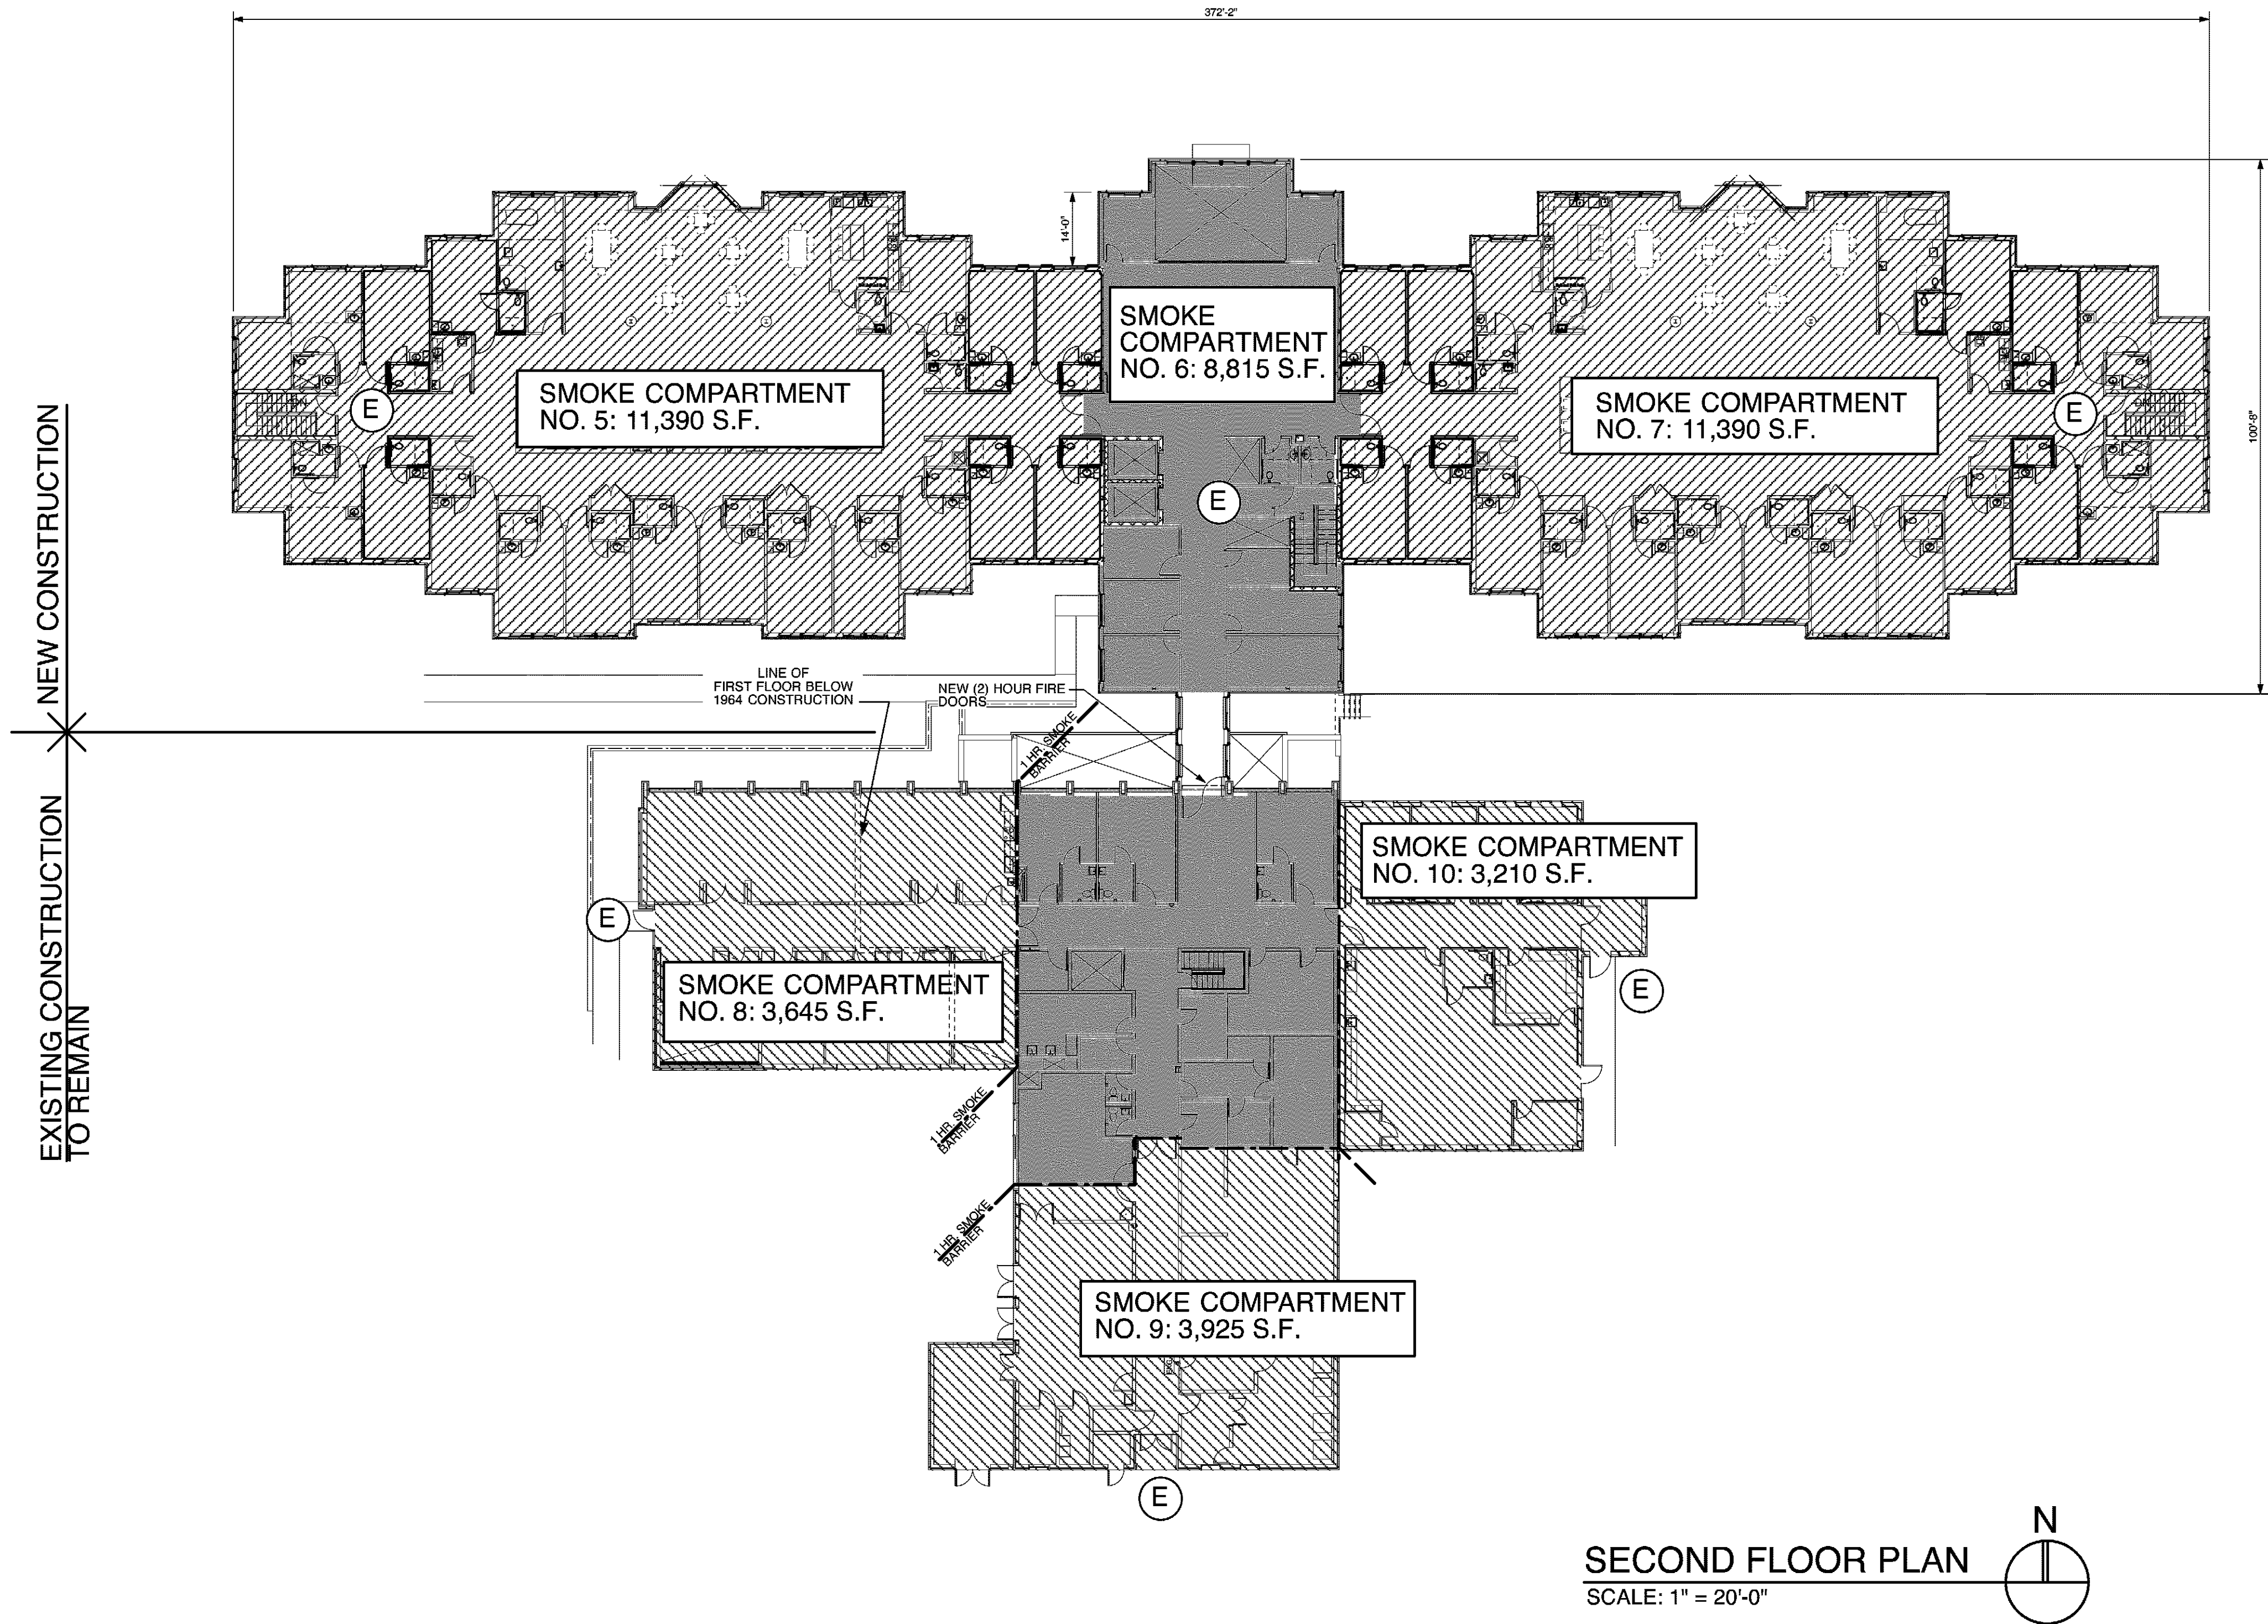 372'-2"
14'-0"
100'-8"
NEW CONSTRUCTION
EXISTING CONSTRUCTION
TO REMAIN
SMOKE COMPARTMENT
NO. 5: 11,390 S.F.
SMOKE
COMPARTMENT
NO. 6: 8,815 S.F.
SMOKE COMPARTMENT
NO. 7: 11,390 S.F.
E
E
E
DN
DN
LINE OF
FIRST FLOOR BELOW
1964 CONSTRUCTION
NEW (2) HOUR FIRE
DOORS
1 HR. SMOKE
BARRIER
SMOKE COMPARTMENT
NO. 10: 3,210 S.F.
E
E
SMOKE COMPARTMENT
NO. 8: 3,645 S.F.
1 HR. SMOKE
BARRIER
1 HR. SMOKE
BARRIER
SMOKE COMPARTMENT
NO. 9: 3,925 S.F.
E
N
SECOND FLOOR PLAN
SCALE: 1" = 20'-0"